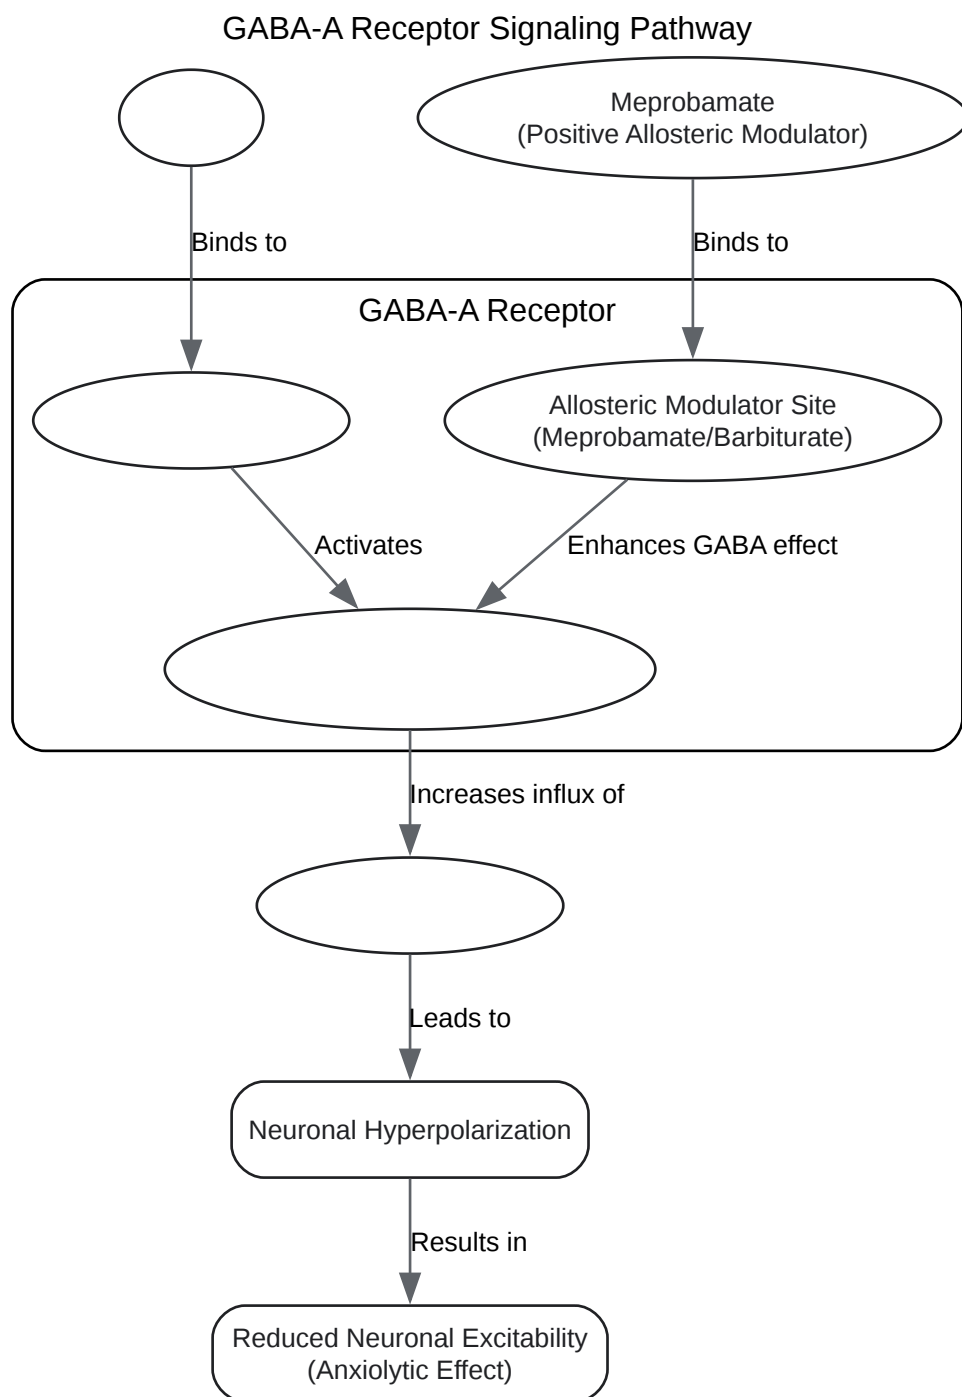 GABA-A Receptor Signaling Pathway
Meprobamate
(Positive Allosteric Modulator)
Binds to
Binds to
GABA-A Receptor
Allosteric Modulator Site
(Meprobamate/Barbiturate)
Activates
Enhances GABA effect
Increases influx of
Leads to
Neuronal Hyperpolarization
Results in
Reduced Neuronal Excitability
(Anxiolytic Effect)